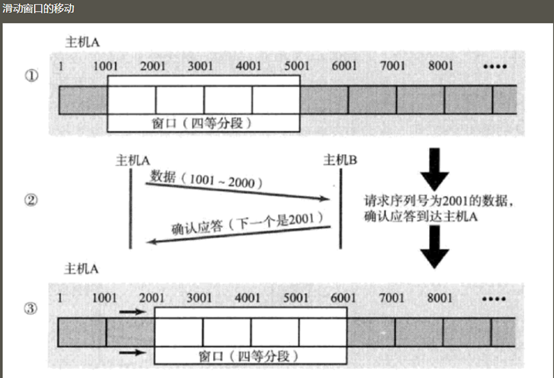 滑动窗口的移动
主机A
1 1001 2001 3001 4001 5001 6001 7001 8001 ••••
①
窗口（四等分段）
主机A 主机B
②
数据（1001～2000）
确认应答（下一个是2001）
请求序列号为2001的数据，
确认应答到达主机A
主机A
1 1001 2001 3001 4001 5001 6001 7001 8001 ••••
③
窗口（四等分段）